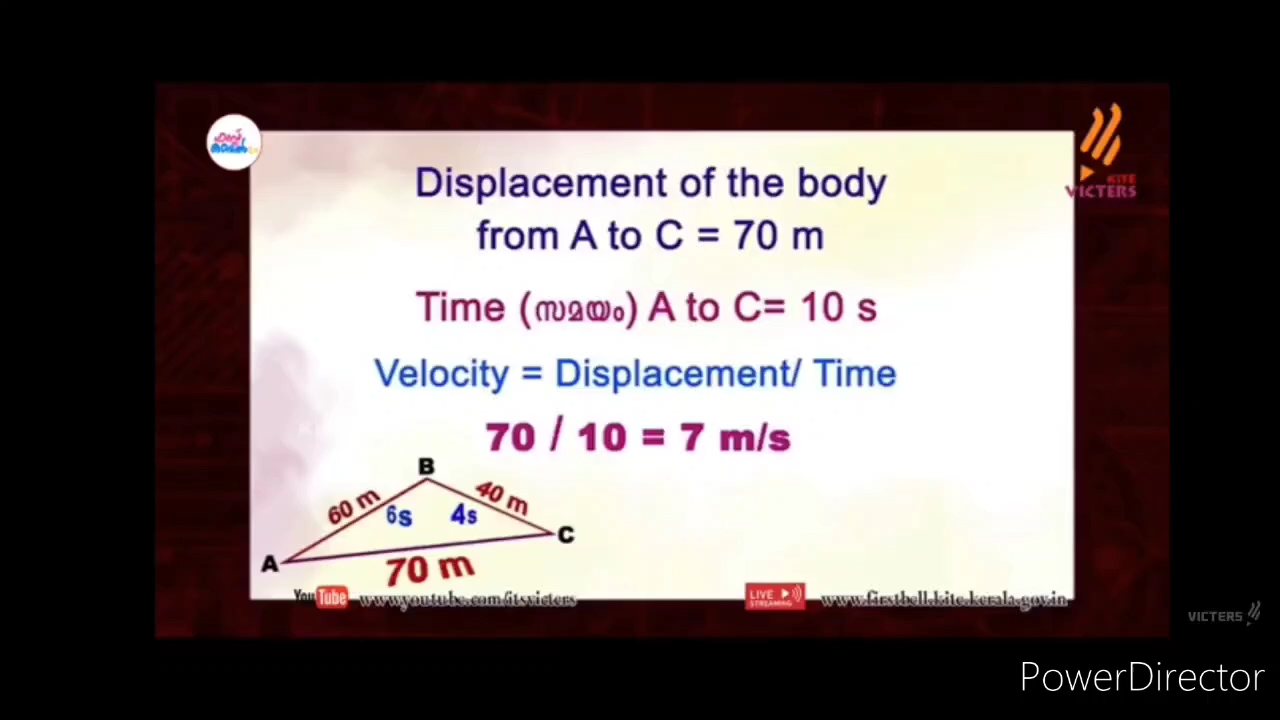 KITE
VICTERS
Displacement of the body
from A to C = 70 m
Time (സമയം) A to C= 10 s
Velocity = Displacement/ Time
70 / 10 = 7 m/s
B
60 m
40 m
6s
4s
A
C
70 m
YouTube www.youtube.com/itsvicters
LIVE STREAMING www.firstbell.kite.kerala.gov.in
VICTERS
PowerDirector